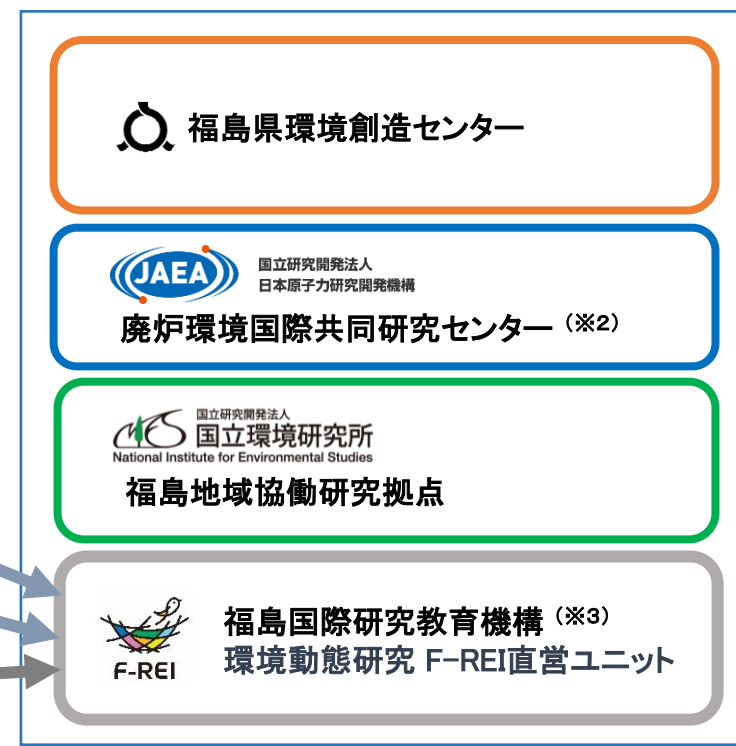 福島県環境創造センター
JAEA
国立研究開発法人
日本原子力研究開発機構
廃炉環境国際共同研究センター（※2）
国立研究開発法人
国立環境研究所
NIES
National Institute for Environmental Studies
福島地域協働研究拠点
福島国際研究教育機構（※3）
環境動態研究 F-REI直営ユニット
F-REI